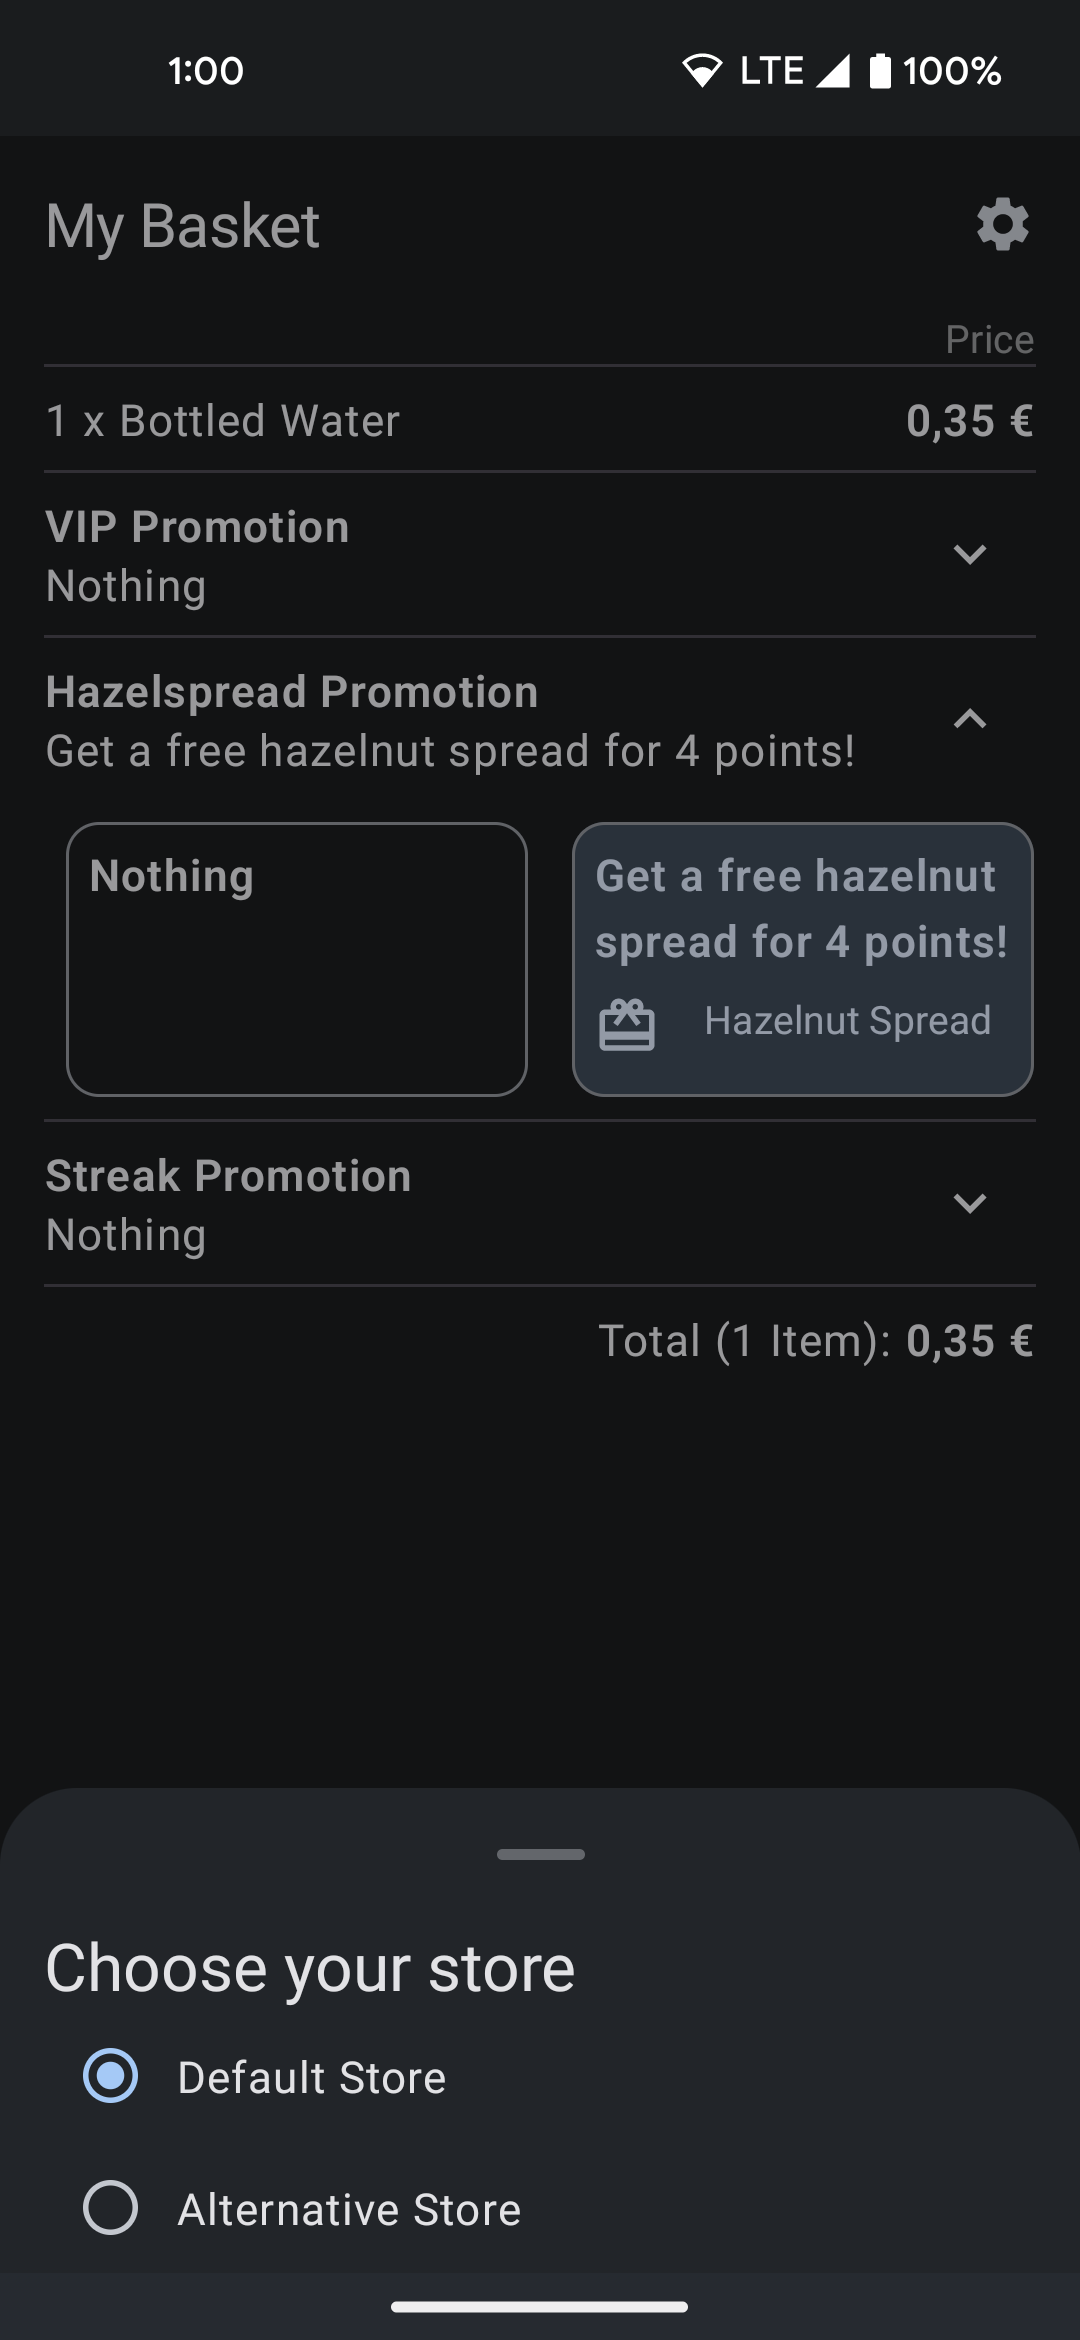 1:00 LTE 100%
My Basket
Price
1 x Bottled Water 0,35 €
VIP Promotion
Nothing
Hazelspread Promotion
Get a free hazelnut spread for 4 points!
Nothing
Get a free hazelnut
spread for 4 points!
Hazelnut Spread
Streak Promotion
Nothing
Total (1 Item): 0,35 €
Choose your store
Default Store
Alternative Store